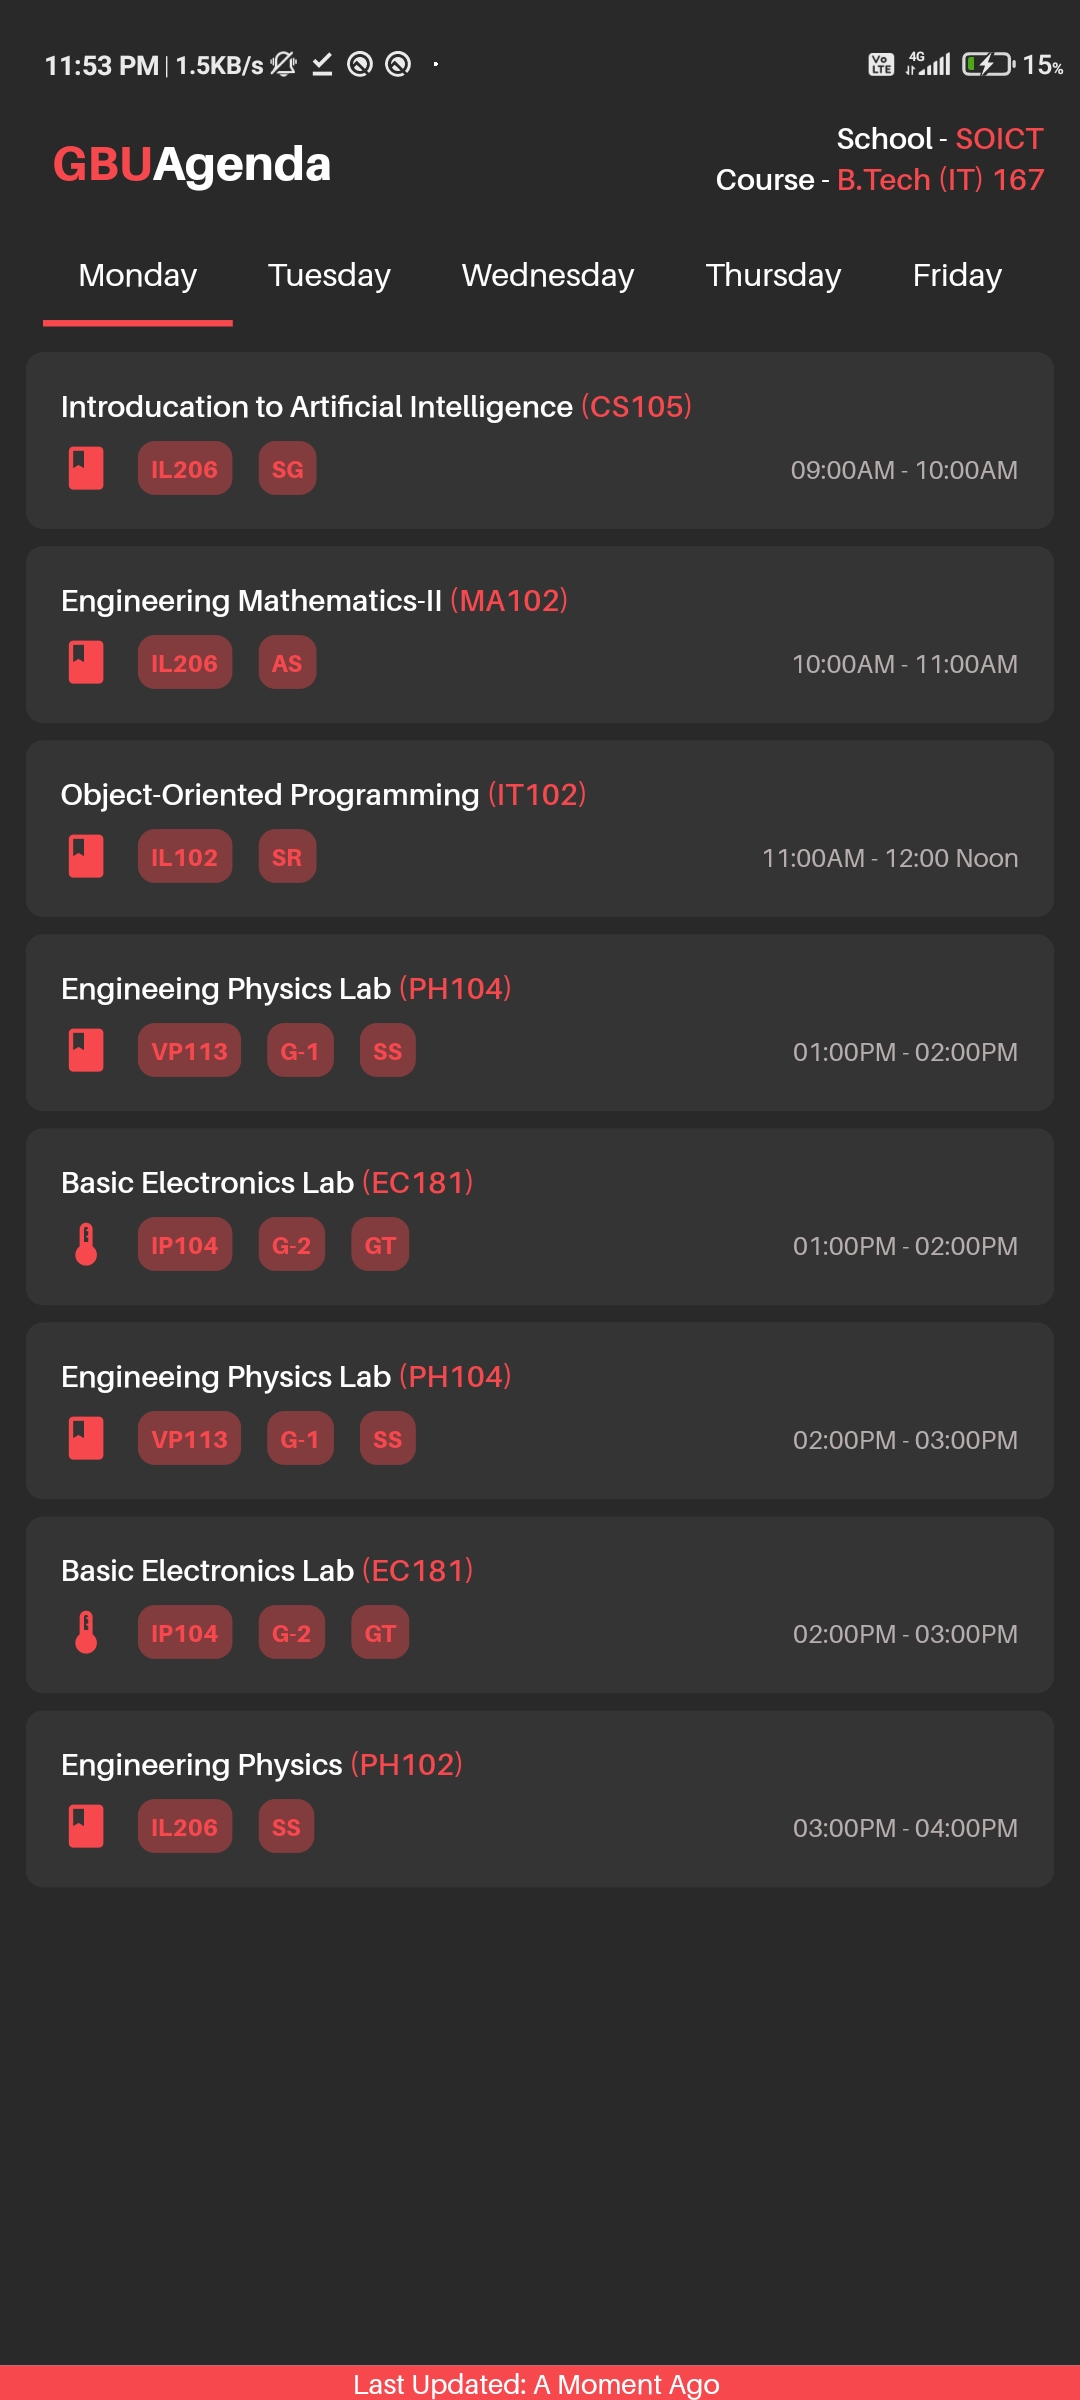 11:53 PM | 1.5KB/s
Vo LTE 4G 15%
GBUAgenda
School - SOICT
Course - B.Tech (IT) 167
Monday Tuesday Wednesday Thursday Friday
Introducation to Artificial Intelligence (CS105)
IL206 SG 09:00AM - 10:00AM
Engineering Mathematics-II (MA102)
IL206 AS 10:00AM - 11:00AM
Object-Oriented Programming (IT102)
IL102 SR 11:00AM - 12:00 Noon
Engineeing Physics Lab (PH104)
VP113 G-1 SS 01:00PM - 02:00PM
Basic Electronics Lab (EC181)
IP104 G-2 GT 01:00PM - 02:00PM
Engineeing Physics Lab (PH104)
VP113 G-1 SS 02:00PM - 03:00PM
Basic Electronics Lab (EC181)
IP104 G-2 GT 02:00PM - 03:00PM
Engineering Physics (PH102)
IL206 SS 03:00PM - 04:00PM
Last Updated: A Moment Ago